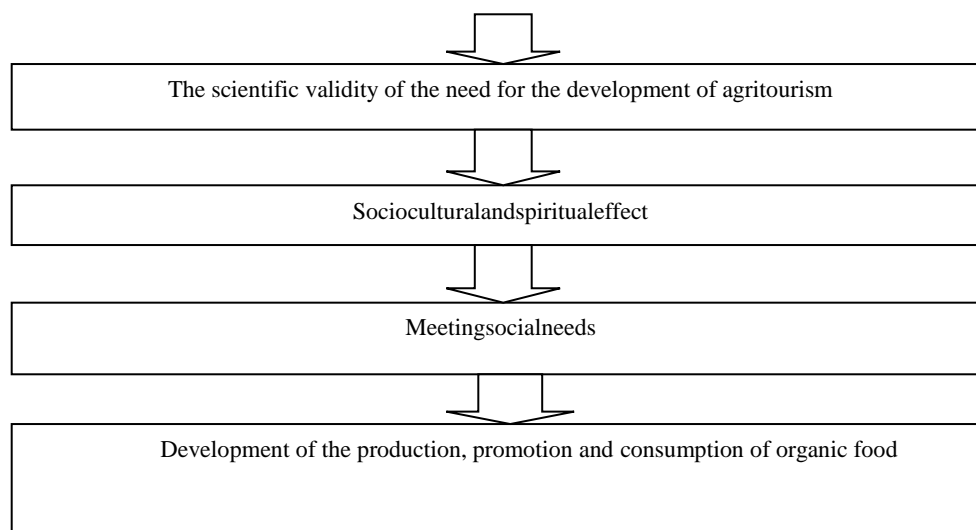 The scientific validity of the need for the development of agritourism
Socioculturalandspiritualeffect
Meetingsocialneeds
Development of the production, promotion and consumption of organic food